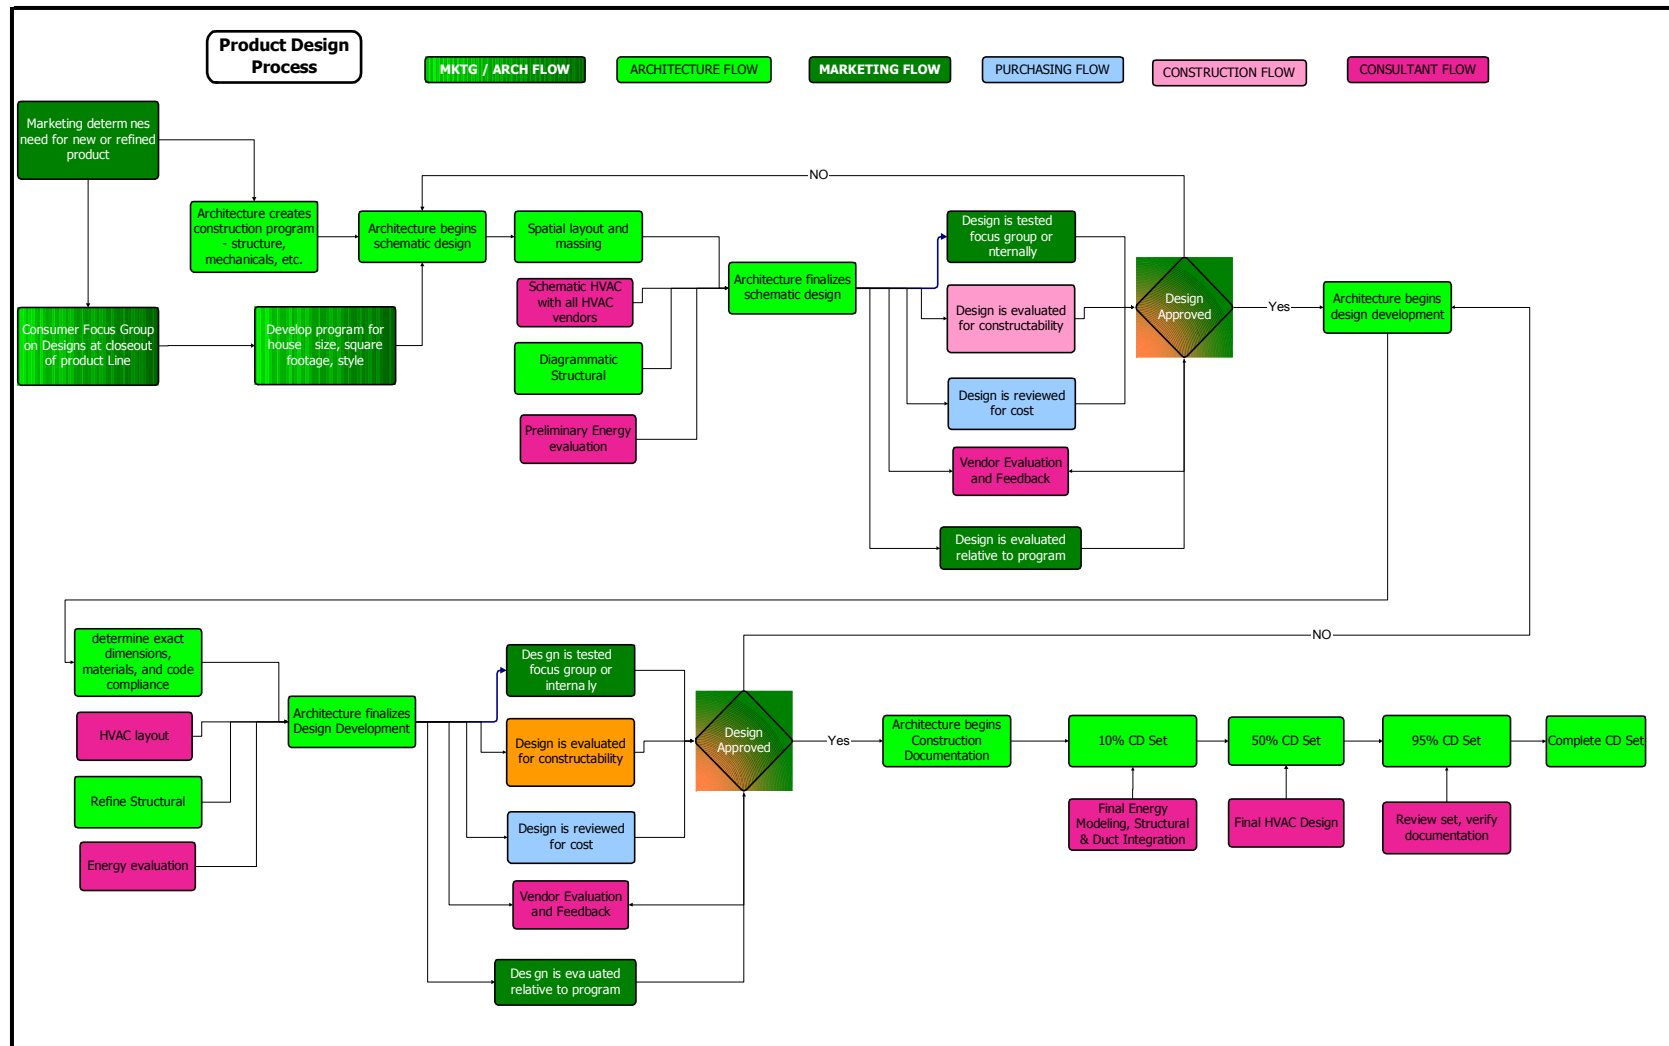 Product Design
Process
MKTG / ARCH FLOW
ARCHITECTURE FLOW
MARKETING FLOW
PURCHASING FLOW
CONSTRUCTION FLOW
CONSULTANT FLOW
Marketing determ nes
need for new or refined
product
NO
Architecture creates
construction program
- structure,
mechanicals, etc.
Architecture begins
schematic design
Spatial layout and
massing
Design is tested
focus group or
nternally
Schematic HVAC
with all HVAC
vendors
Architecture finalizes
schematic design
Design is evaluated
for constructability
Design
Approved
Yes
Architecture begins
design development
Consumer Focus Group
on Designs at closeout
of product Line
Develop program for
house size, square
footage, style
Diagrammatic
Structural
Design is reviewed
for cost
Preliminary Energy
evaluation
Vendor Evaluation
and Feedback
Design is evaluated
relative to program
determine exact
dimensions,
materials, and code
compliance
NO
Des gn is tested
focus group or
interna ly
HVAC layout
Architecture finalizes
Design Development
Design is evaluated
for constructability
Design
Approved
Yes
Architecture begins
Construction
Documentation
10% CD Set
50% CD Set
95% CD Set
Complete CD Set
Refine Structural
Design is reviewed
for cost
Final Energy
Modeling, Structural
& Duct Integration
Final HVAC Design
Review set, verify
documentation
Energy evaluation
Vendor Evaluation
and Feedback
Des gn is eva uated
relative to program